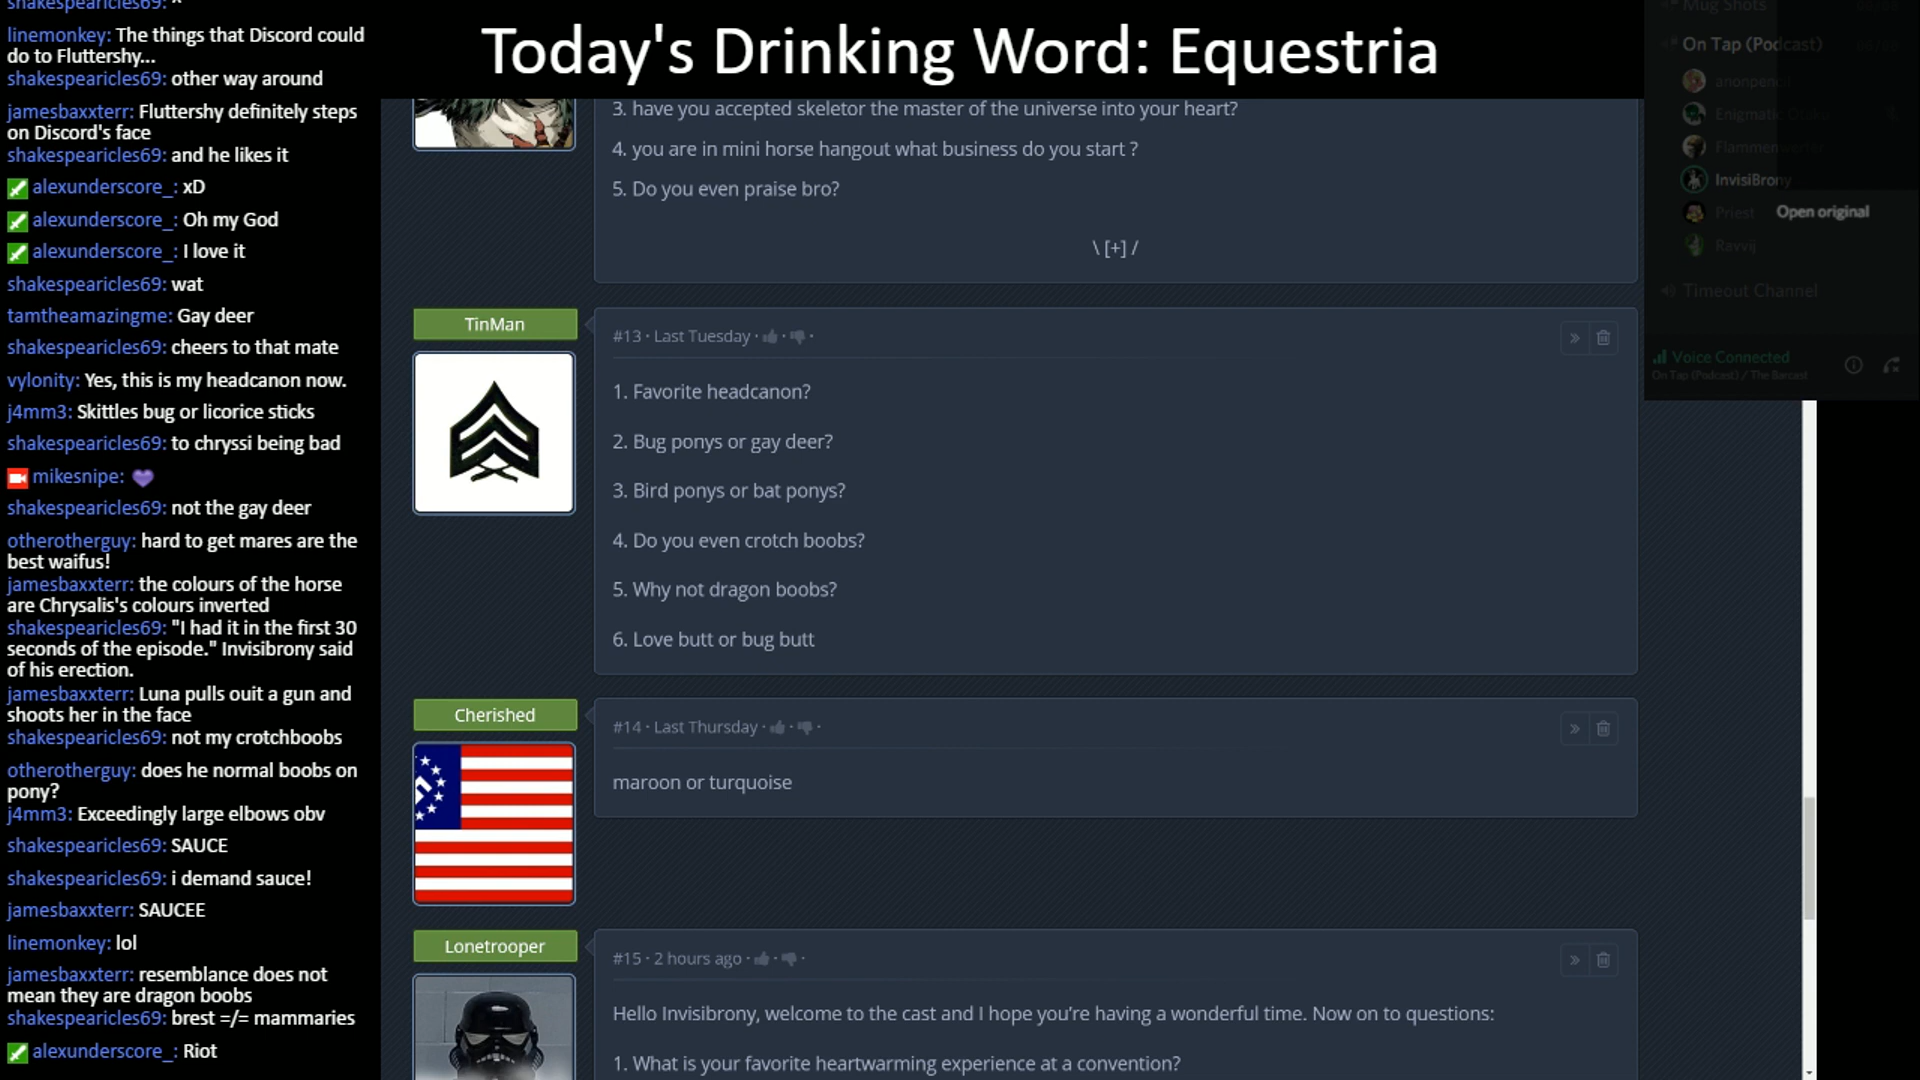 shakespearicles69: ^
linemonkey: The things that Discord could
do to Fluttershy...
shakespearicles69: other way around
jamesbaxxterr: Fluttershy definitely steps
on Discord's face
shakespearicles69: and he likes it
alexunderscore_: xD
alexunderscore_: Oh my God
alexunderscore_: I love it
shakespearicles69: wat
tamtheamazingme: Gay deer
shakespearicles69: cheers to that mate
vylonity: Yes, this is my headcanon now.
j4mm3: Skittles bug or licorice sticks
shakespearicles69: to chryssi being bad
mikesnipe:
shakespearicles69: not the gay deer
otherotherguy: hard to get mares are the
best waifus!
jamesbaxxterr: the colours of the horse
are Chrysalis's colours inverted
shakespearicles69: "I had it in the first 30
seconds of the episode." Invisibrony said
of his erection.
jamesbaxxterr: Luna pulls ouit a gun and
shoots her in the face
shakespearicles69: not my crotchboobs
otherotherguy: does he normal boobs on
pony?
j4mm3: Exceedingly large elbows obv
shakespearicles69: SAUCE
shakespearicles69: i demand sauce!
jamesbaxxterr: SAUCEE
linemonkey: lol
jamesbaxxterr: resemblance does not
mean they are dragon boobs
shakespearicles69: brest =/= mammaries
alexunderscore_: Riot
Today's Drinking Word: Equestria
3. have you accepted skeletor the master of the universe into your heart?
4. you are in mini horse hangout what business do you start ?
5. Do you even praise bro?
\ [+] /
TinMan
#13 · Last Tuesday · ·
1. Favorite headcanon?
2. Bug ponys or gay deer?
3. Bird ponys or bat ponys?
4. Do you even crotch boobs?
5. Why not dragon boobs?
6. Love butt or bug butt
Cherished
#14 · Last Thursday · ·
maroon or turquoise
Lonetrooper
#15 · 2 hours ago · ·
Hello Invisibrony, welcome to the cast and I hope you're having a wonderful time. Now on to questions:
1. What is your favorite heartwarming experience at a convention?
Mug Shots
On Tap (Podcast)
InvisiBrony
Priest
Open original
Ravvij
Timeout Channel
Voice Connected
On Tap (Podcast) / The Barcast